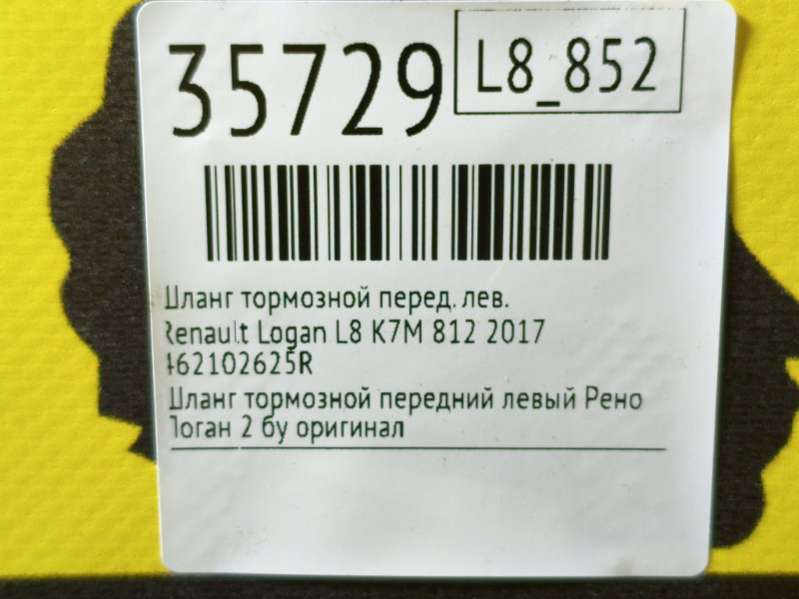 35729
L8_852
Шланг тормозной перед. лев.
Renault Logan L8 K7M 812 2017
462102625R
Шланг тормозной передний левый Рено
Логан 2 бу оригинал